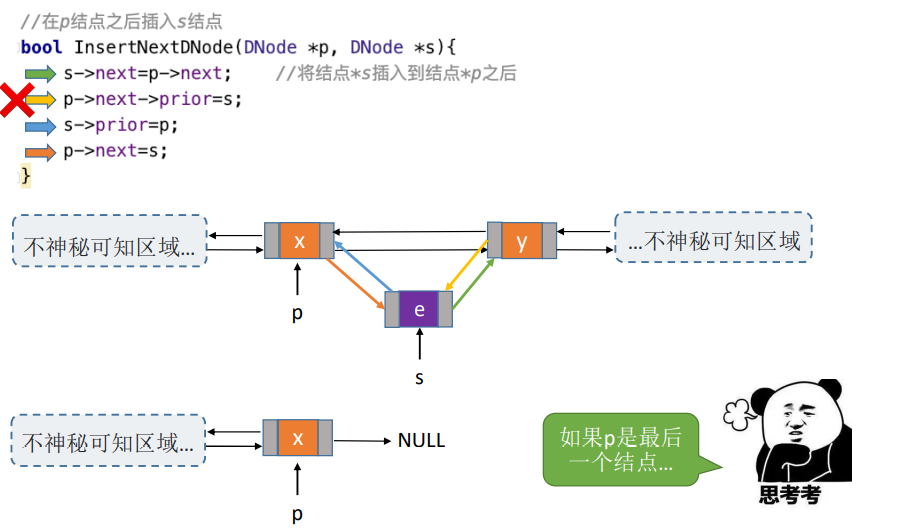 //在p结点之后插入s结点
bool InsertNextDNode(DNode *p, DNode *s){
s->next=p->next; //将结点*s插入到结点*p之后
p->next->prior=s;
s->prior=p;
p->next=s;
}
不神秘可知区域…
x
y
…不神秘可知区域
p
e
s
不神秘可知区域…
x
NULL
p
如果p是最后
一个结点…
思考考